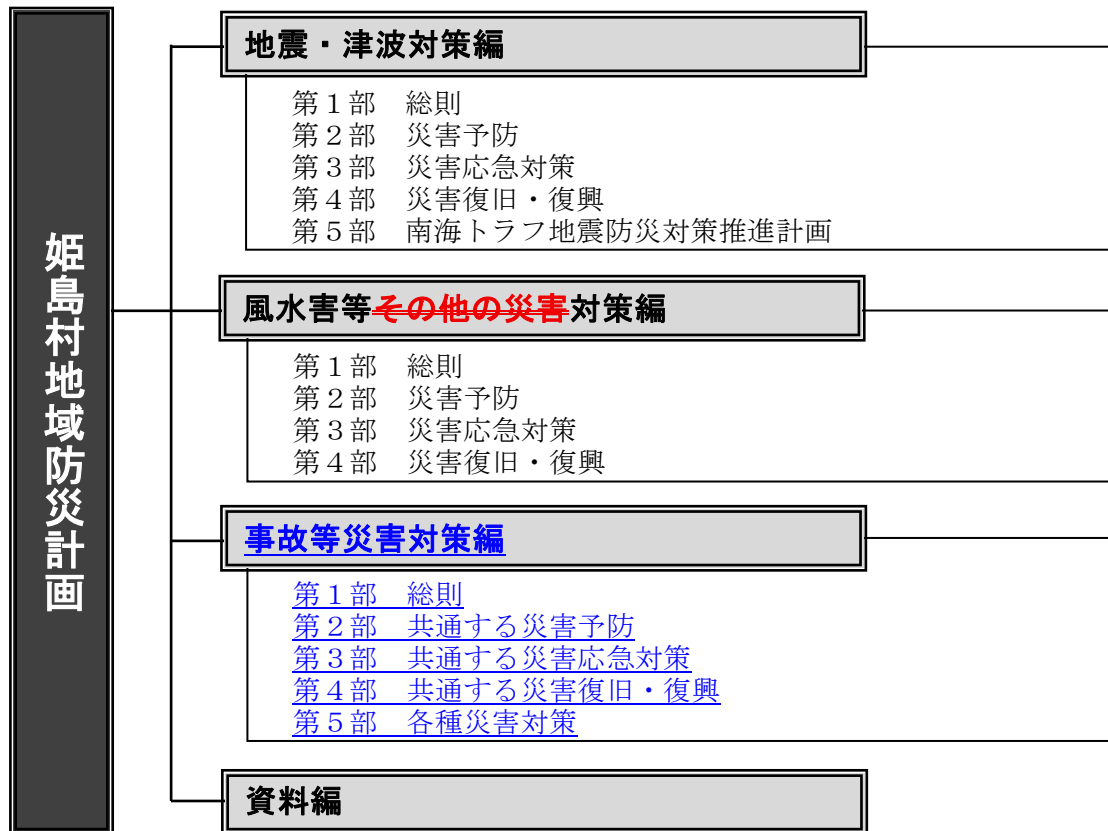 姫島村地域防災計画
地震・津波対策編
第１部　総則
第２部　災害予防
第３部　災害応急対策
第４部　災害復旧・復興
第５部　南海トラフ地震防災対策推進計画
風水害等その他の災害対策編
第１部　総則
第２部　災害予防
第３部　災害応急対策
第４部　災害復旧・復興
事故等災害対策編
第１部　総則
第２部　共通する災害予防
第３部　共通する災害応急対策
第４部　共通する災害復旧・復興
第５部　各種災害対策
資料編